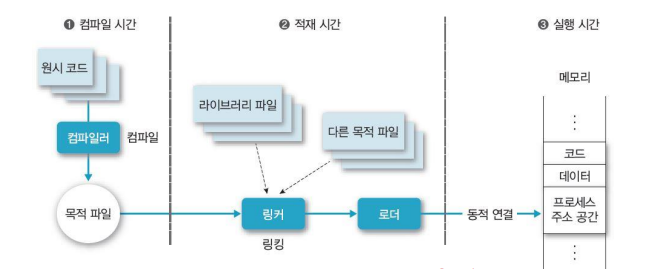 ❶ 컴파일 시간
❷ 적재 시간
❸ 실행 시간
원시 코드
컴파일러
컴파일
목적 파일
라이브러리 파일
다른 목적 파일
링커
링킹
로더
동적 연결
메모리
⋮
코드
데이터
프로세스
주소 공간
⋮